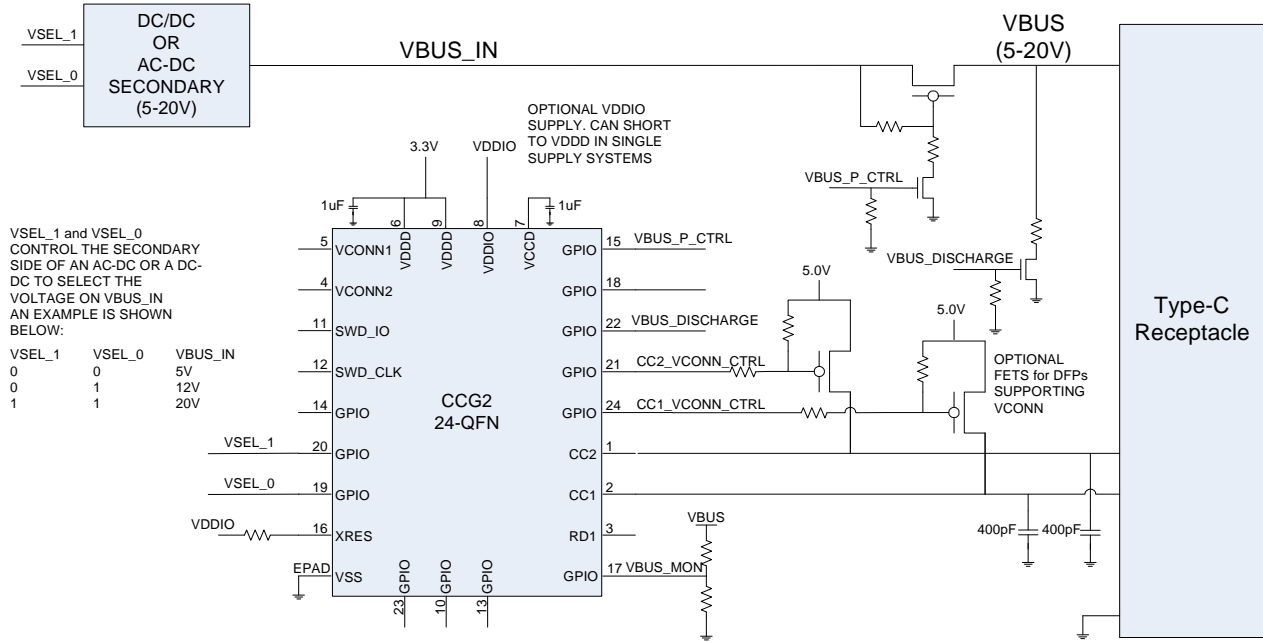 DC/DC
OR
AC-DC
SECONDARY
(5-20V)
VSEL_1
VSEL_0
VBUS_IN
VBUS
(5-20V)
OPTIONAL VDDIO
SUPPLY. CAN SHORT
TO VDDD IN SINGLE
SUPPLY SYSTEMS
3.3V
VDDIO
1uF
1uF
VBUS_P_CTRL
VBUS_DISCHARGE
VSEL_1 and VSEL_0
CONTROL THE SECONDARY
SIDE OF AN AC-DC OR A DC-
DC TO SELECT THE
VOLTAGE ON VBUS_IN
AN EXAMPLE IS SHOWN
BELOW:
VSEL_1 VSEL_0 VBUS_IN
0 0 5V
0 1 12V
1 1 20V
6 VDDD
9 VDDD
8 VDDIO
7 VCCD
5 VCONN1
4 VCONN2
11 SWD_IO
12 SWD_CLK
14 GPIO
VSEL_1 20 GPIO
VSEL_0 19 GPIO
VDDIO 16 XRES
EPAD VSS
23 GPIO
10 GPIO
13 GPIO
CCG2
24-QFN
GPIO 15 VBUS_P_CTRL
GPIO 18
GPIO 22 VBUS_DISCHARGE
GPIO 21 CC2_VCONN_CTRL
GPIO 24 CC1_VCONN_CTRL
CC2 1
CC1 2
RD1 3
GPIO 17 VBUS_MON
VBUS
5.0V
5.0V
OPTIONAL
FETS for DFPs
SUPPORTING
VCONN
400pF
400pF
Type-C
Receptacle